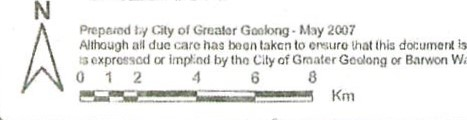 N
Prepared by City of Greater Geelong - May 2007
Although all due care has been taken to ensure that this document is
is expressed or implied by the City of Greater Geelong or Barwon Wa
0 1 2 4 6 8
Km